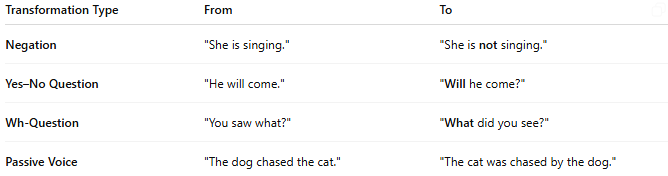 Transformation Type From To
Negation "She is singing." "She is not singing."
Yes–No Question "He will come." "Will he come?"
Wh-Question "You saw what?" "What did you see?"
Passive Voice "The dog chased the cat." "The cat was chased by the dog."